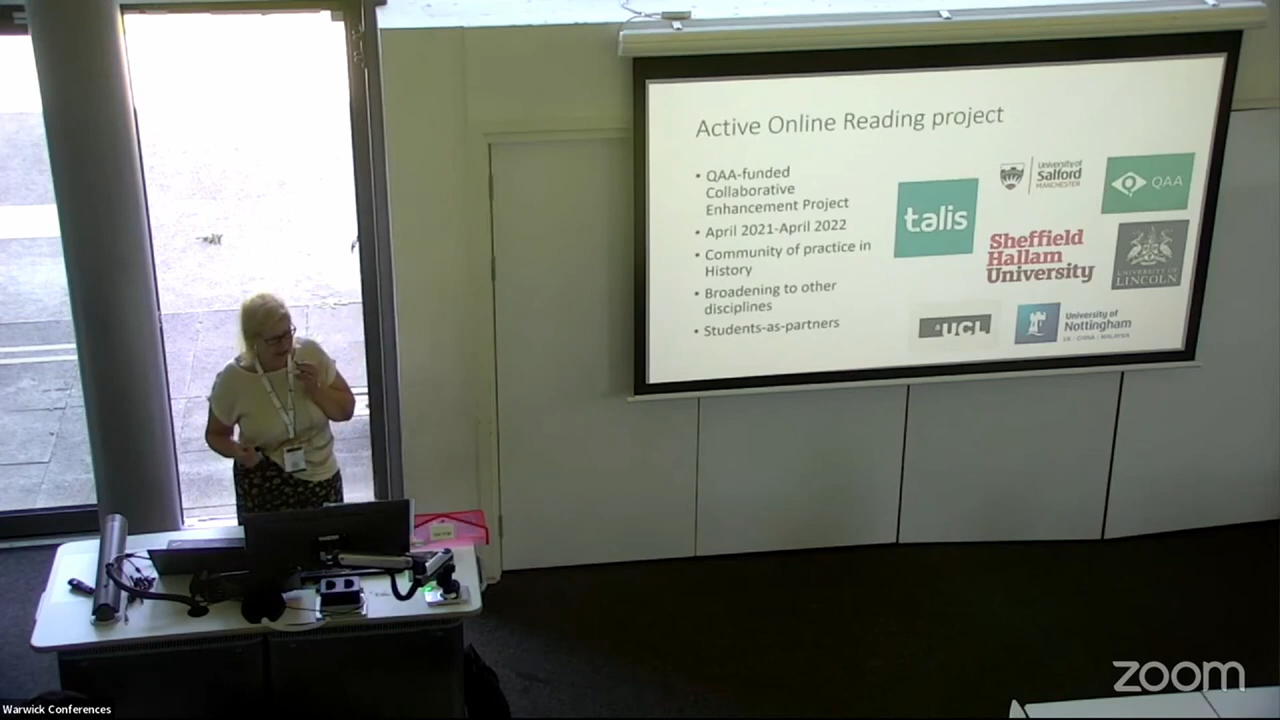 Active Online Reading project
• QAA-funded
Collaborative
Enhancement Project
• April 2021-April 2022
• Community of practice in
History
• Broadening to other
disciplines
• Students-as-partners
talis
University of
Salford
MANCHESTER
QAA
Sheffield
Hallam
University
UNIVERSITY OF
LINCOLN
UCL
University of
Nottingham
UK | CHINA | MALAYSIA
zoom
Warwick Conferences